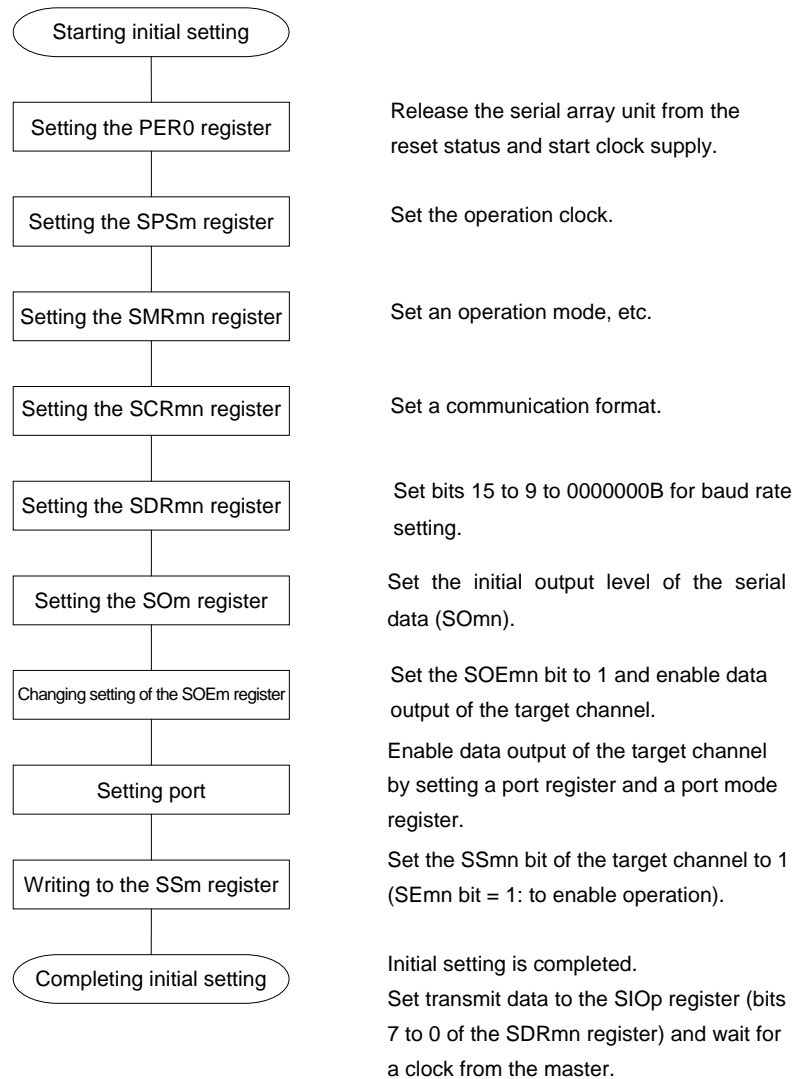 Starting initial setting
Setting the PER0 register
Release the serial array unit from the
reset status and start clock supply.
Setting the SPSm register
Set the operation clock.
Setting the SMRmn register
Set an operation mode, etc.
Setting the SCRmn register
Set a communication format.
Setting the SDRmn register
Set bits 15 to 9 to 0000000B for baud rate
setting.
Setting the SOm register
Set the initial output level of the serial
data (SOmn).
Changing setting of the SOEm register
Set the SOEmn bit to 1 and enable data
output of the target channel.
Setting port
Enable data output of the target channel
by setting a port register and a port mode
register.
Writing to the SSm register
Set the SSmn bit of the target channel to 1
(SEmn bit = 1: to enable operation).
Completing initial setting
Initial setting is completed.
Set transmit data to the SIOp register (bits
7 to 0 of the SDRmn register) and wait for
a clock from the master.